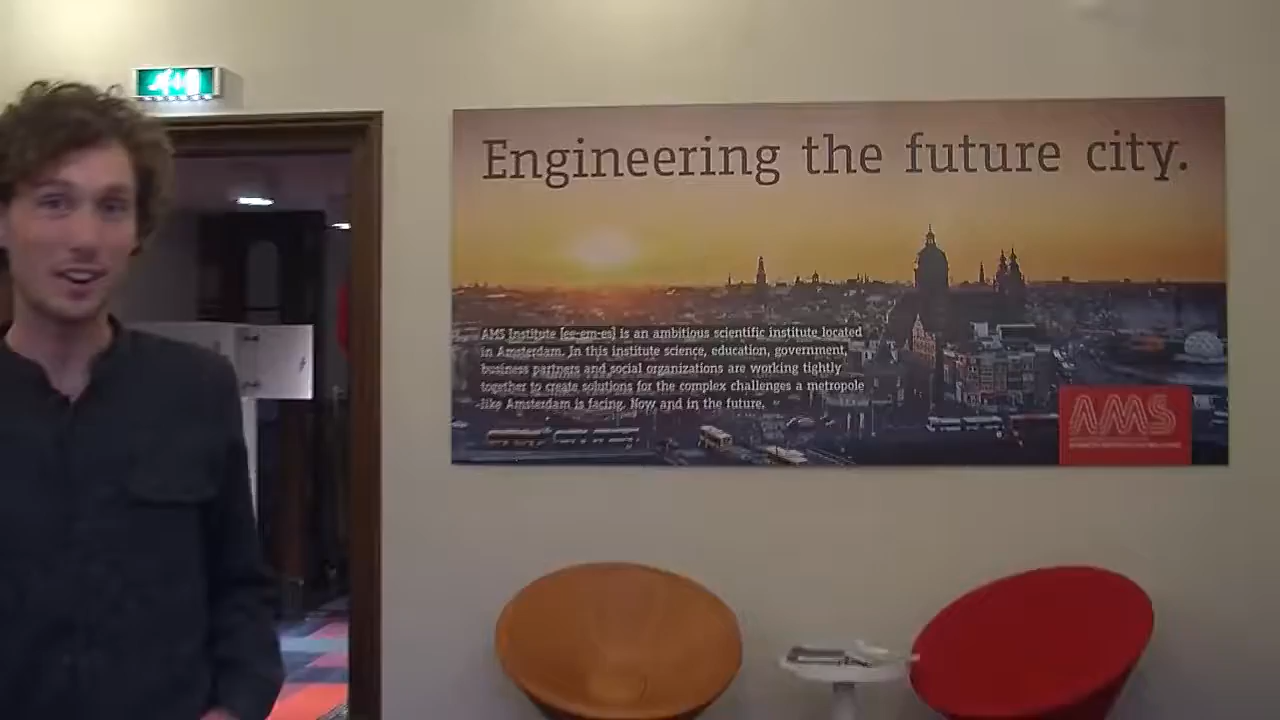 Engineering the future city.
AMS Institute [ee-em-es] is an ambitious scientific institute located
in Amsterdam. In this institute science, education, government,
business partners and social organizations are working tightly
together to create solutions for the complex challenges a metropole
like Amsterdam is facing. Now and in the future.
AMS